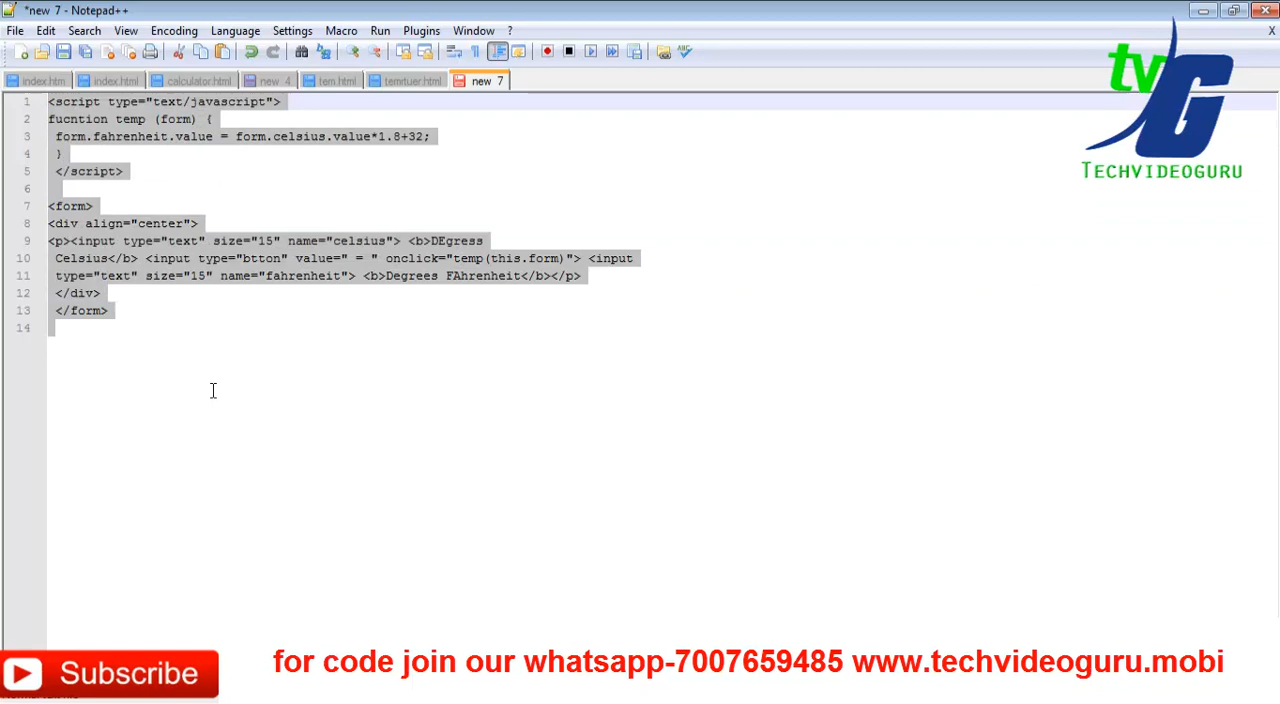 *new 7 - Notepad++
File Edit Search View Encoding Language Settings Macro Run Plugins Window ? X
index.htm index.html calculator.html new 4 tem.html temtuer.html new 7
1 <script type="text/javascript">
2 fucntion temp (form) {
3 form.fahrenheit.value = form.celsius.value*1.8+32;
4 }
5 </script>
6
7 <form>
8 <div align="center">
9 <p><input type="text" size="15" name="celsius"> <b>DEgress
10 Celsius</b> <input type="btton" value=" = " onclick="temp(this.form)"> <input
11 type="text" size="15" name="fahrenheit"> <b>Degrees FAhrenheit</b></p>
12 </div>
13 </form>
14
tv G
TECHVIDEOGURU
Subscribe
for code join our whatsapp-7007659485 www.techvideoguru.mobi